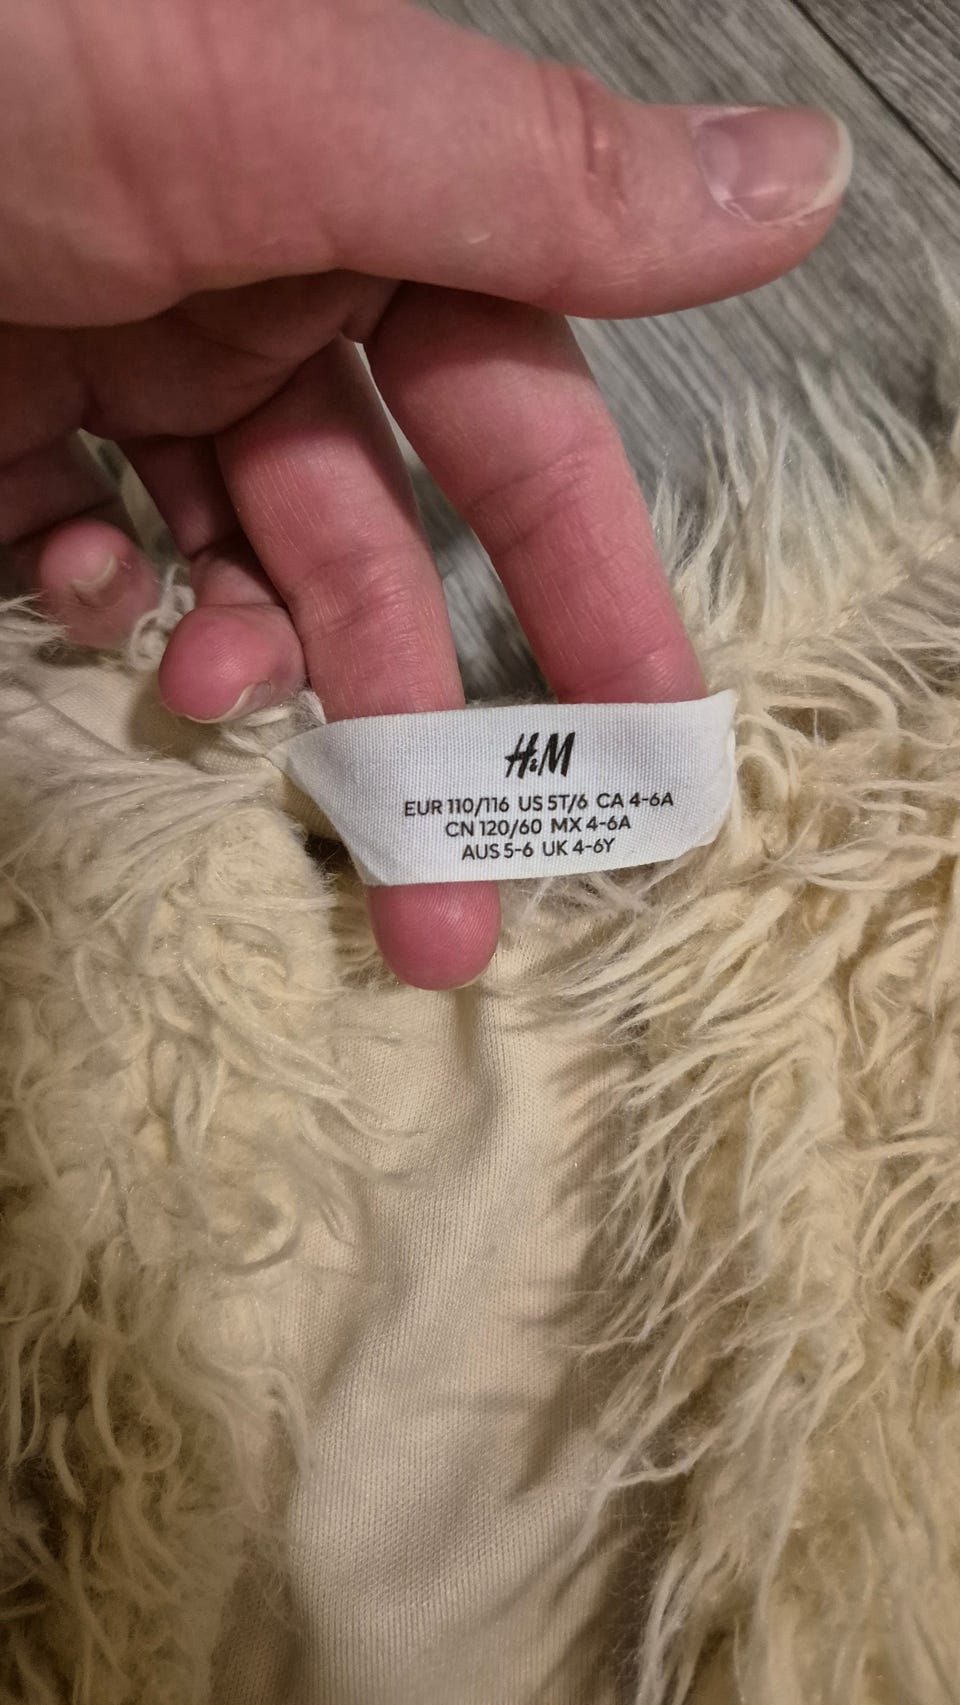 H&M
EUR 110/116 US 5T/6 CA 4-6A
CN 120/60 MX 4-6A
AUS 5-6 UK 4-6Y